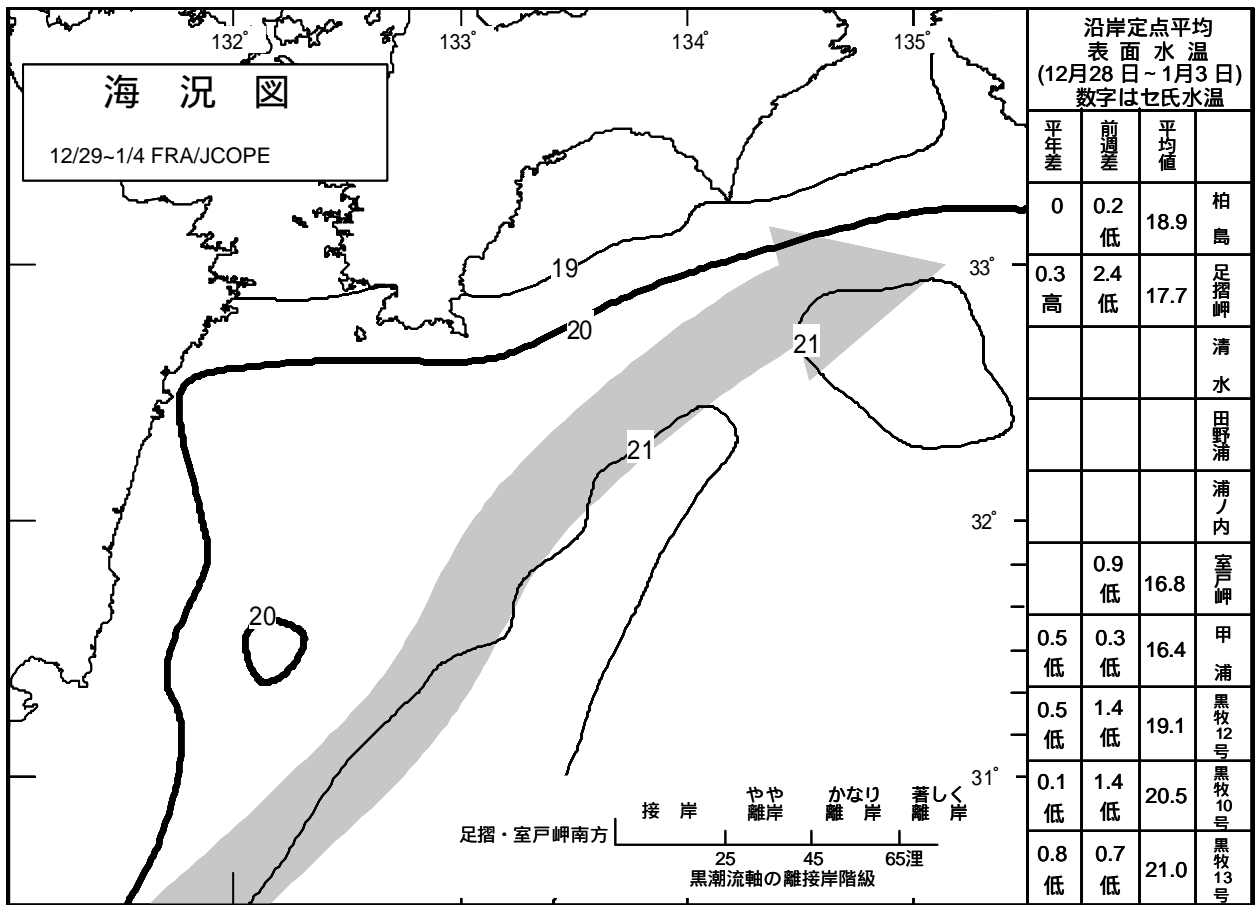 132°
133°
134°
135°
海 況 図
12/29~1/4 FRA/JCOPE
19
20
21
21
20
33°
32°
31°
接 岸
やや離岸
かなり離 岸
著しく離 岸
足摺・室戸岬南方
25 45 65浬
黒潮流軸の離接岸階級
沿岸定点平均
表 面 水 温
(12月28 日~1月3 日)
数字はセ氏水温
平年差 前週差 平均値
0 0.2低 18.9 柏島
0.3高 2.4低 17.7 足摺岬
清水
田野浦
浦ノ内
0.9低 16.8 室戸岬
0.5低 0.3低 16.4 甲浦
0.5低 1.4低 19.1 黒牧12号
0.1低 1.4低 20.5 黒牧10号
0.8低 0.7低 21.0 黒牧13号